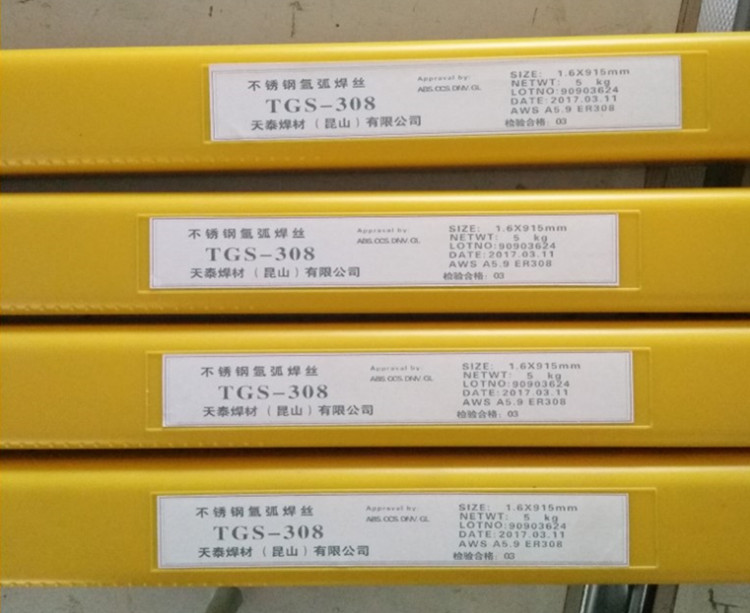 不锈钢氩弧焊丝
TGS-308
天泰焊材（昆山）有限公司
Approval by:
ABS.CCS.DNV.GL
SIZE: 1.6X915mm
NETWT: 5 kg
LOTNO:90903624
DATE:2017.03.11
AWS A5.9 ER308
检验合格: 03
不锈钢氩弧焊丝
TGS-308
天泰焊材（昆山）有限公司
Approval by:
ABS.CCS.DNV.GL
SIZE: 1.6X915mm
NETWT: 5 kg
LOTNO:90903624
DATE:2017.03.11
AWS A5.9 ER308
检验合格: 03
不锈钢氩弧焊丝
TGS-308
天泰焊材（昆山）有限公司
Approval by:
ABS.CCS.DNV.GL
SIZE: 1.6X915mm
NETWT: 5 kg
LOTNO:90903624
DATE:2017.03.11
AWS A5.9 ER308
检验合格: 03
不锈钢氩弧焊丝
TGS-308
天泰焊材（昆山）有限公司
Approval by:
ABS.CCS.DNV.GL
SIZE: 1.6X915mm
NETWT: 5 kg
LOTNO:90903624
DATE:2017.03.11
AWS A5.9 ER308
检验合格: 03